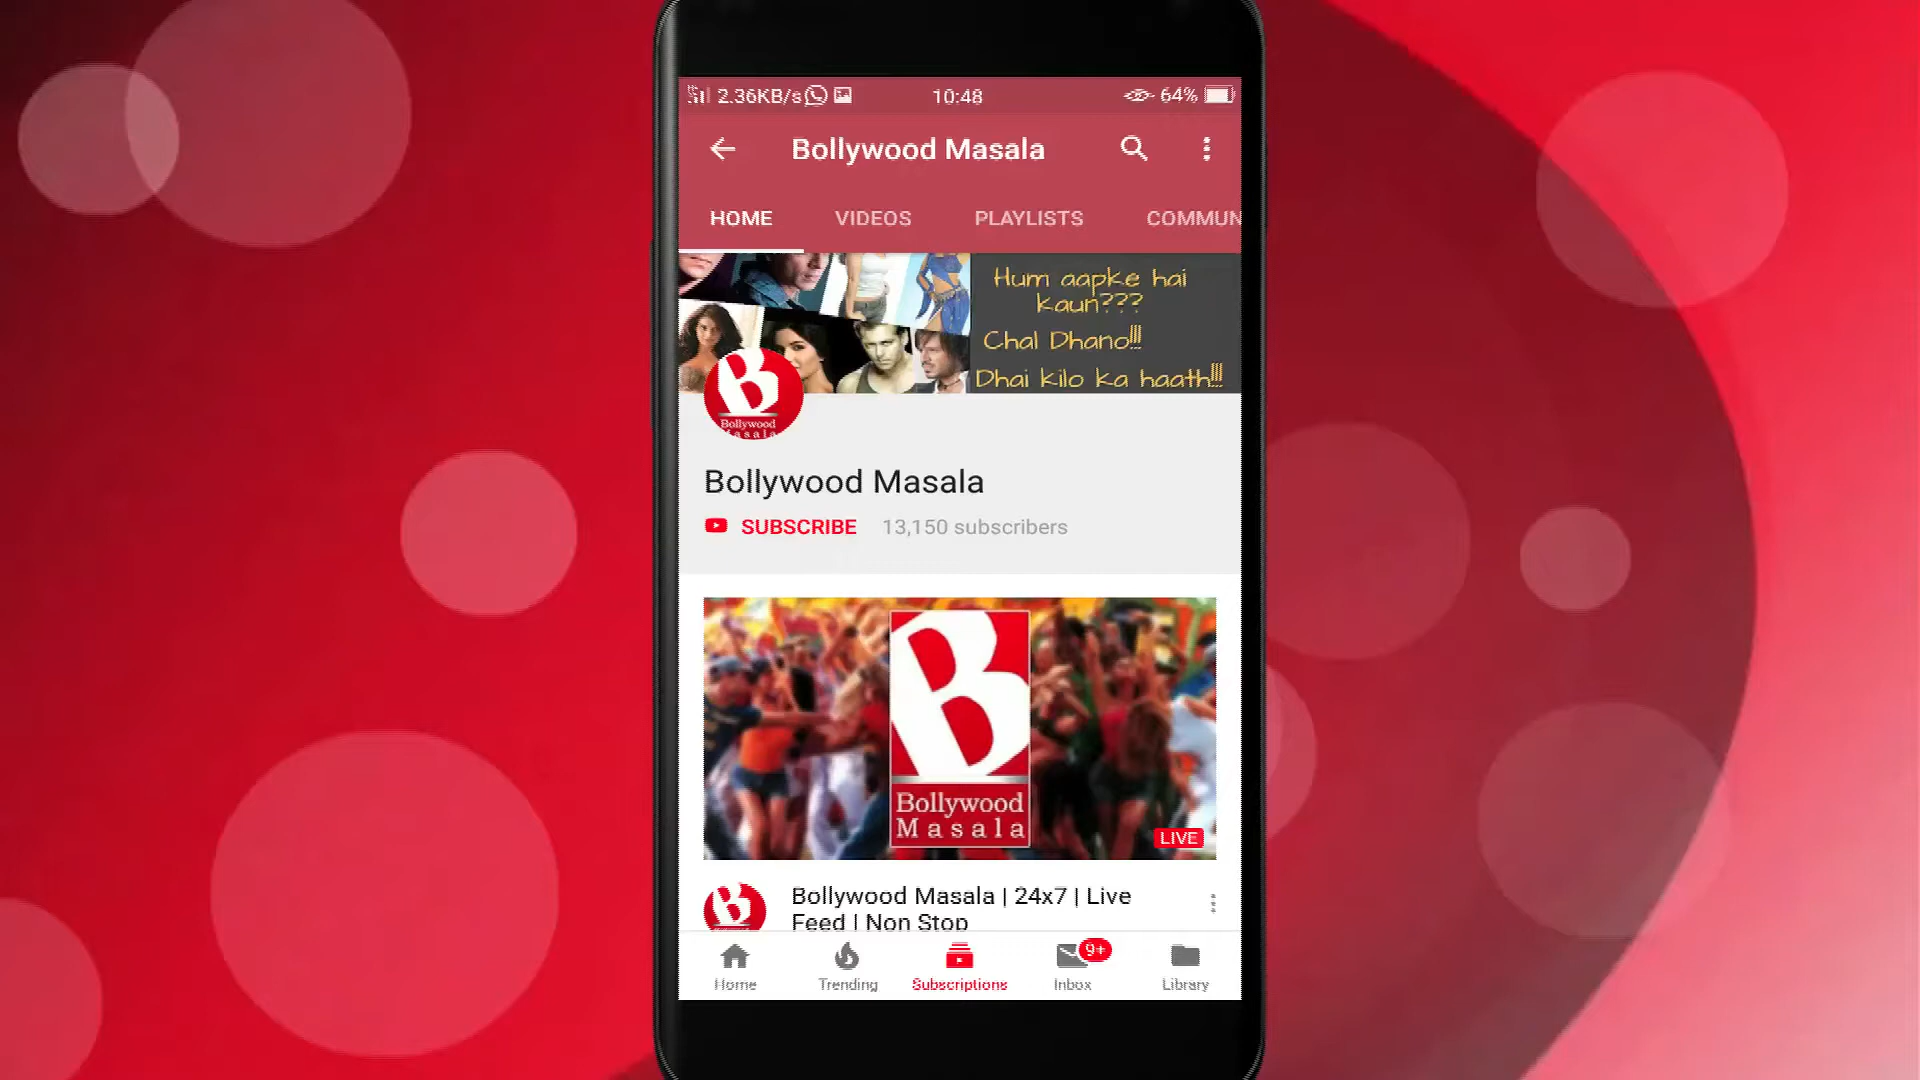 2.36KB/s 10:48 64%
Bollywood Masala
HOME VIDEOS PLAYLISTS COMMUN
Hum aapke hai
kaun???
Chal Dhano!!!
Dhai kilo ka haath!!!
B
Bollywood
Masala
Bollywood Masala
SUBSCRIBE 13,150 subscribers
B
Bollywood
Masala
LIVE
B
Bollywood Masala | 24x7 | Live
Feed | Non Stop
9+
Home Trending Subscriptions Inbox Library